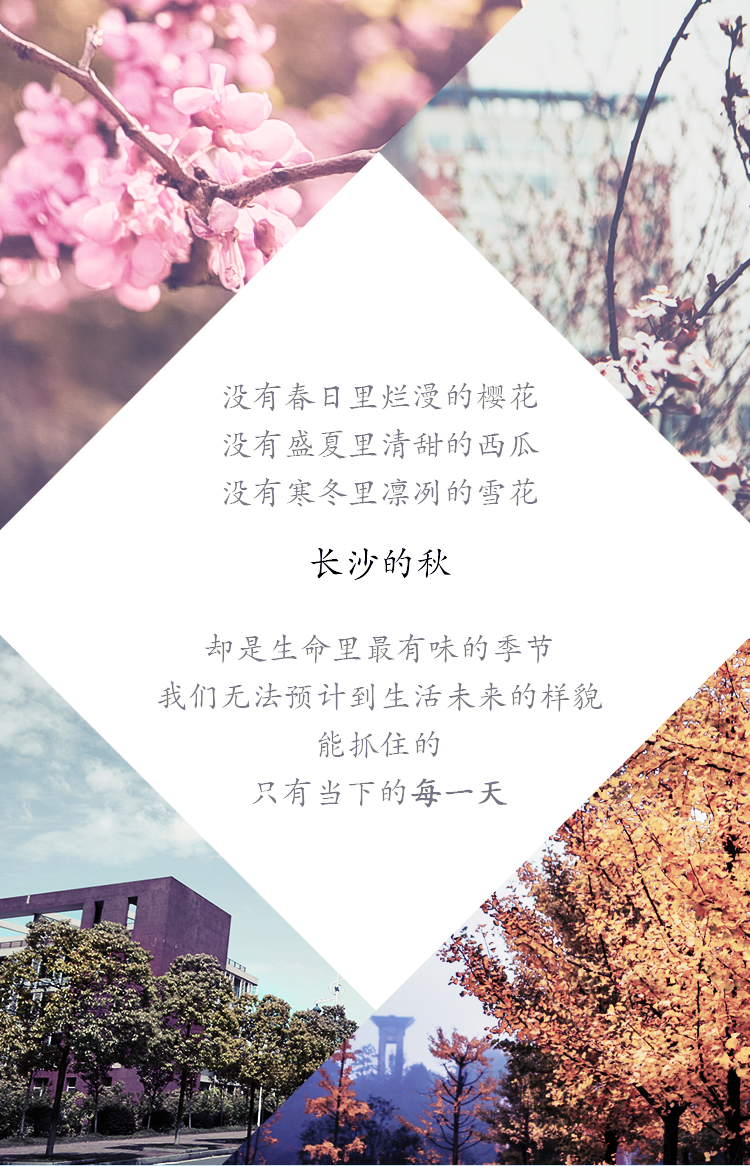 没有春日里烂漫的樱花
没有盛夏里清甜的西瓜
没有寒冬里凛冽的雪花
长沙的秋
却是生命里最有味的季节
我们无法预计到生活未来的样貌
能抓住的
只有当下的每一天